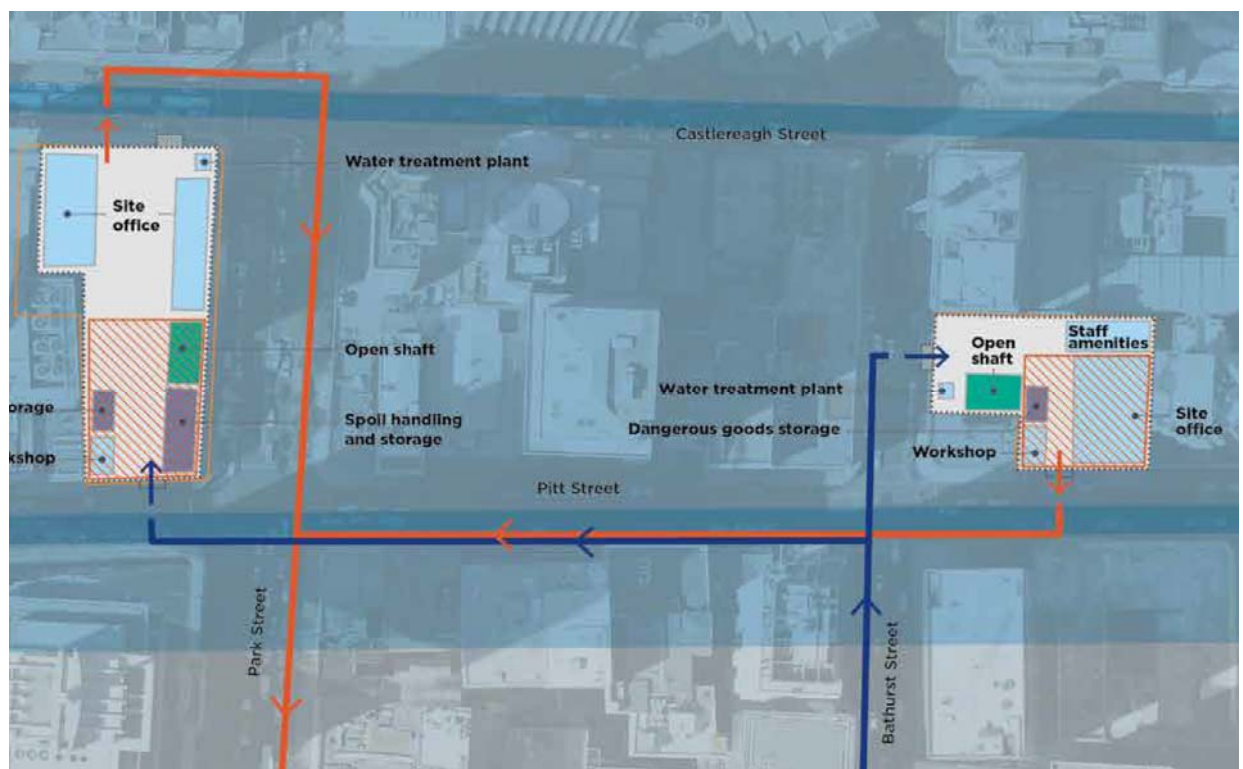 Castlereagh Street
Water treatment plant
Site
office
Open shaft
Spoil handling
and storage
orage
kshop
Staff
amenities
Open
shaft
Water treatment plant
Dangerous goods storage
Site
office
Workshop
Pitt Street
Park Street
Bathurst Street